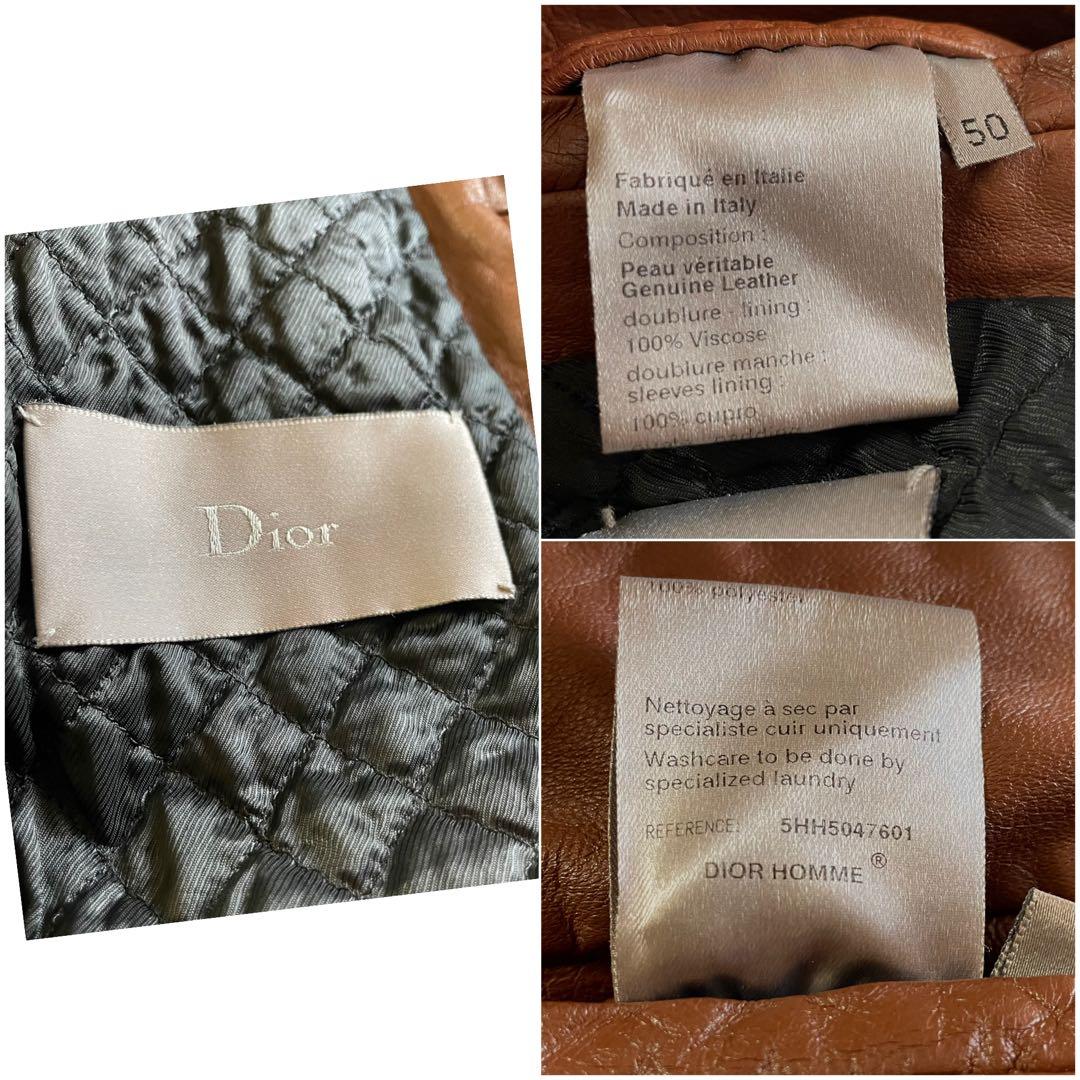 Dior
50
Fabriqué en Italie
Made in Italy
Composition :
Peau véritable
Genuine Leather
doublure - lining :
100% Viscose
doublure manche :
sleeves lining :
100% cupro
100% polyester
Nettoyage à sec par
specialiste cuir uniquement
Washcare to be done by
specialized laundry
REFERENCE: 5HH5047601
DIOR HOMME®